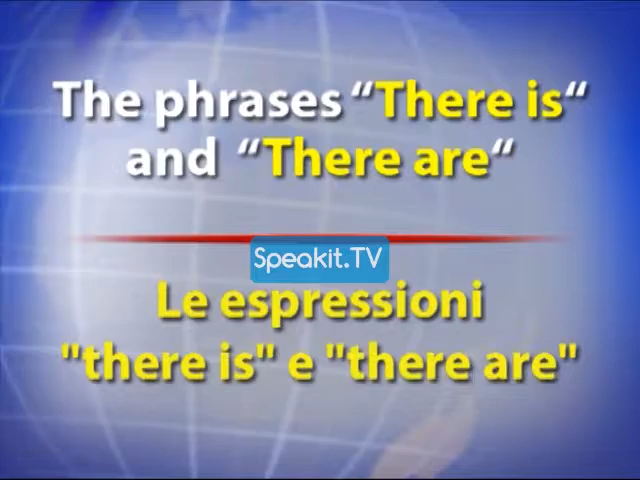 The phrases “There is“
and “There are“
Speakit.TV
Le espressioni
"there is" e "there are"